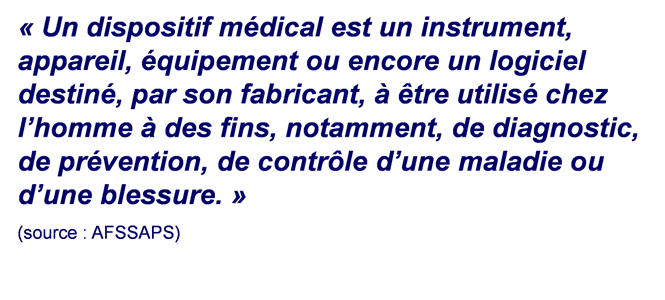 « Un dispositif médical est un instrument,
appareil, équipement ou encore un logiciel
destiné, par son fabricant, à être utilisé chez
l’homme à des fins, notamment, de diagnostic,
de prévention, de contrôle d’une maladie ou
d’une blessure. »
(source : AFSSAPS)